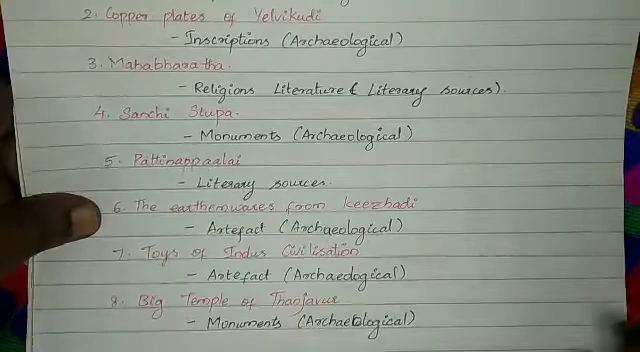 2. Copper plates of Velvikudi
- Inscriptions (Archaeological)
3. Mahabharatha.
- Religions Literature (Literary sources).
4. Sanchi Stupa.
- Monuments (Archaeological)
5. Pattinappaalai
- Literary sources.
6. The earthenwares from Keezhadi
- Artefact (Archaeological)
7. Toys of Indus Civilisation
- Artefact (Archaeological)
8. Big Temple of Thanjavur
- Monuments (Archaeological)